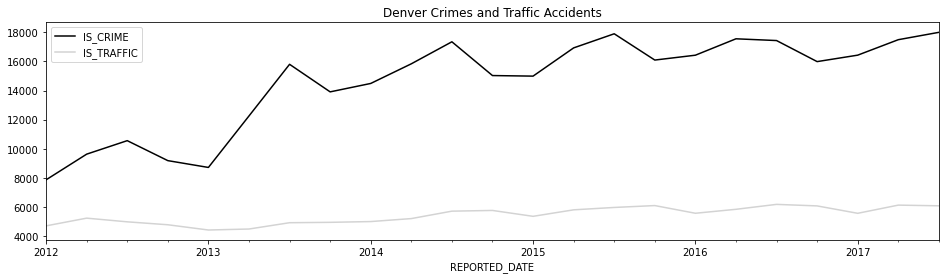 Denver Crimes and Traffic Accidents
IS_CRIME
IS_TRAFFIC
18000
16000
14000
12000
10000
8000
6000
4000
2012 2013 2014 2015 2016 2017
REPORTED_DATE